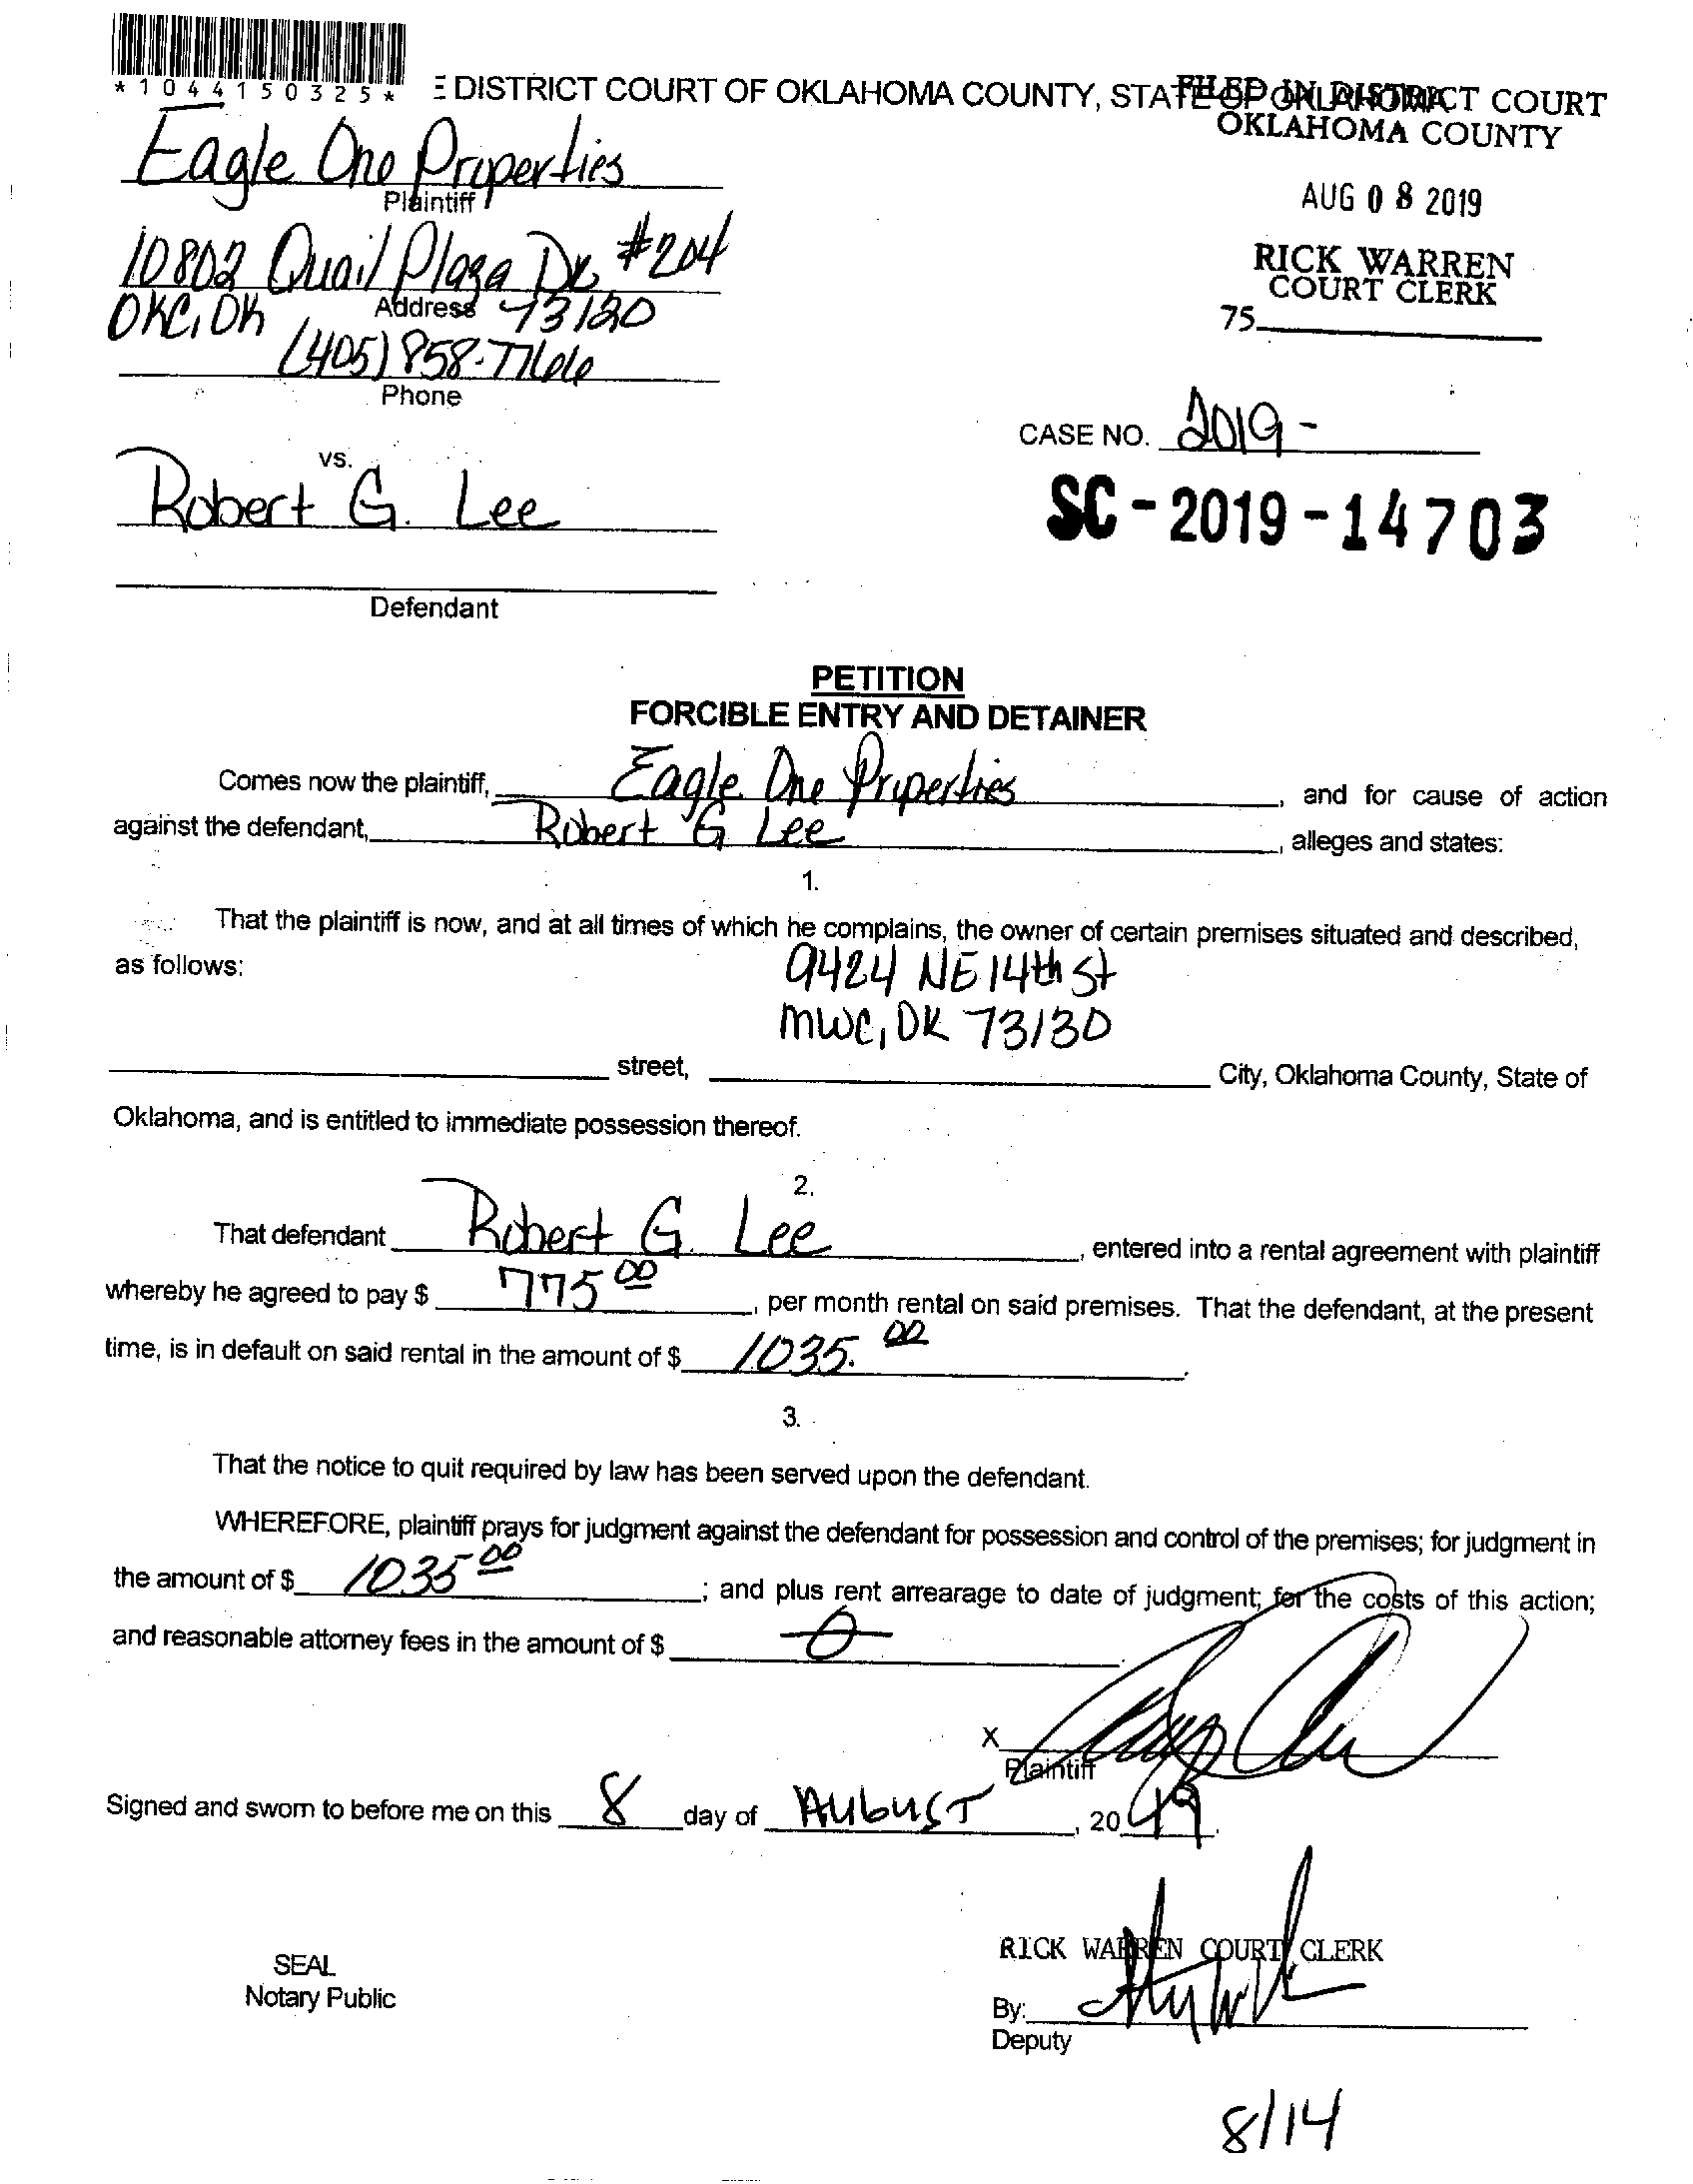 *1044150325*
DISTRICT COURT OF OKLAHOMA COUNTY, STATE OF OKLAHOMA
FILED IN DISTRICT COURT
OKLAHOMA COUNTY
AUG 08 2019
RICK WARREN
COURT CLERK
75
Eagle One Properties
Plaintiff
10802 Quail Plaza Dr. #204
Address
OKC, OK 73120
(405) 858-7766
Phone
CASE NO. 2019-
SC-2019-14703
vs.
Robert G. Lee
Defendant
PETITION
FORCIBLE ENTRY AND DETAINER
Comes now the plaintiff, Eagle One Properties, and for cause of action
against the defendant, Robert G Lee, alleges and states:
1.
That the plaintiff is now, and at all times of which he complains, the owner of certain premises situated and described,
as follows:
9424 NE 14th St
MWC, OK 73130
street, City, Oklahoma County, State of
Oklahoma, and is entitled to immediate possession thereof.
2.
That defendant Robert G. Lee, entered into a rental agreement with plaintiff
whereby he agreed to pay $ 775 00, per month rental on said premises. That the defendant, at the present
time, is in default on said rental in the amount of $ 1035. 00.
3.
That the notice to quit required by law has been served upon the defendant.
WHEREFORE, plaintiff prays for judgment against the defendant for possession and control of the premises; for judgment in
the amount of $ 1035 00; and plus rent arrearage to date of judgment; for the costs of this action;
and reasonable attorney fees in the amount of $ 0.
X
Plaintiff
Signed and sworn to before me on this 8 day of AUGUST, 20 19.
RICK WARREN COURT CLERK
SEAL
Notary Public
By:
Deputy
8/14